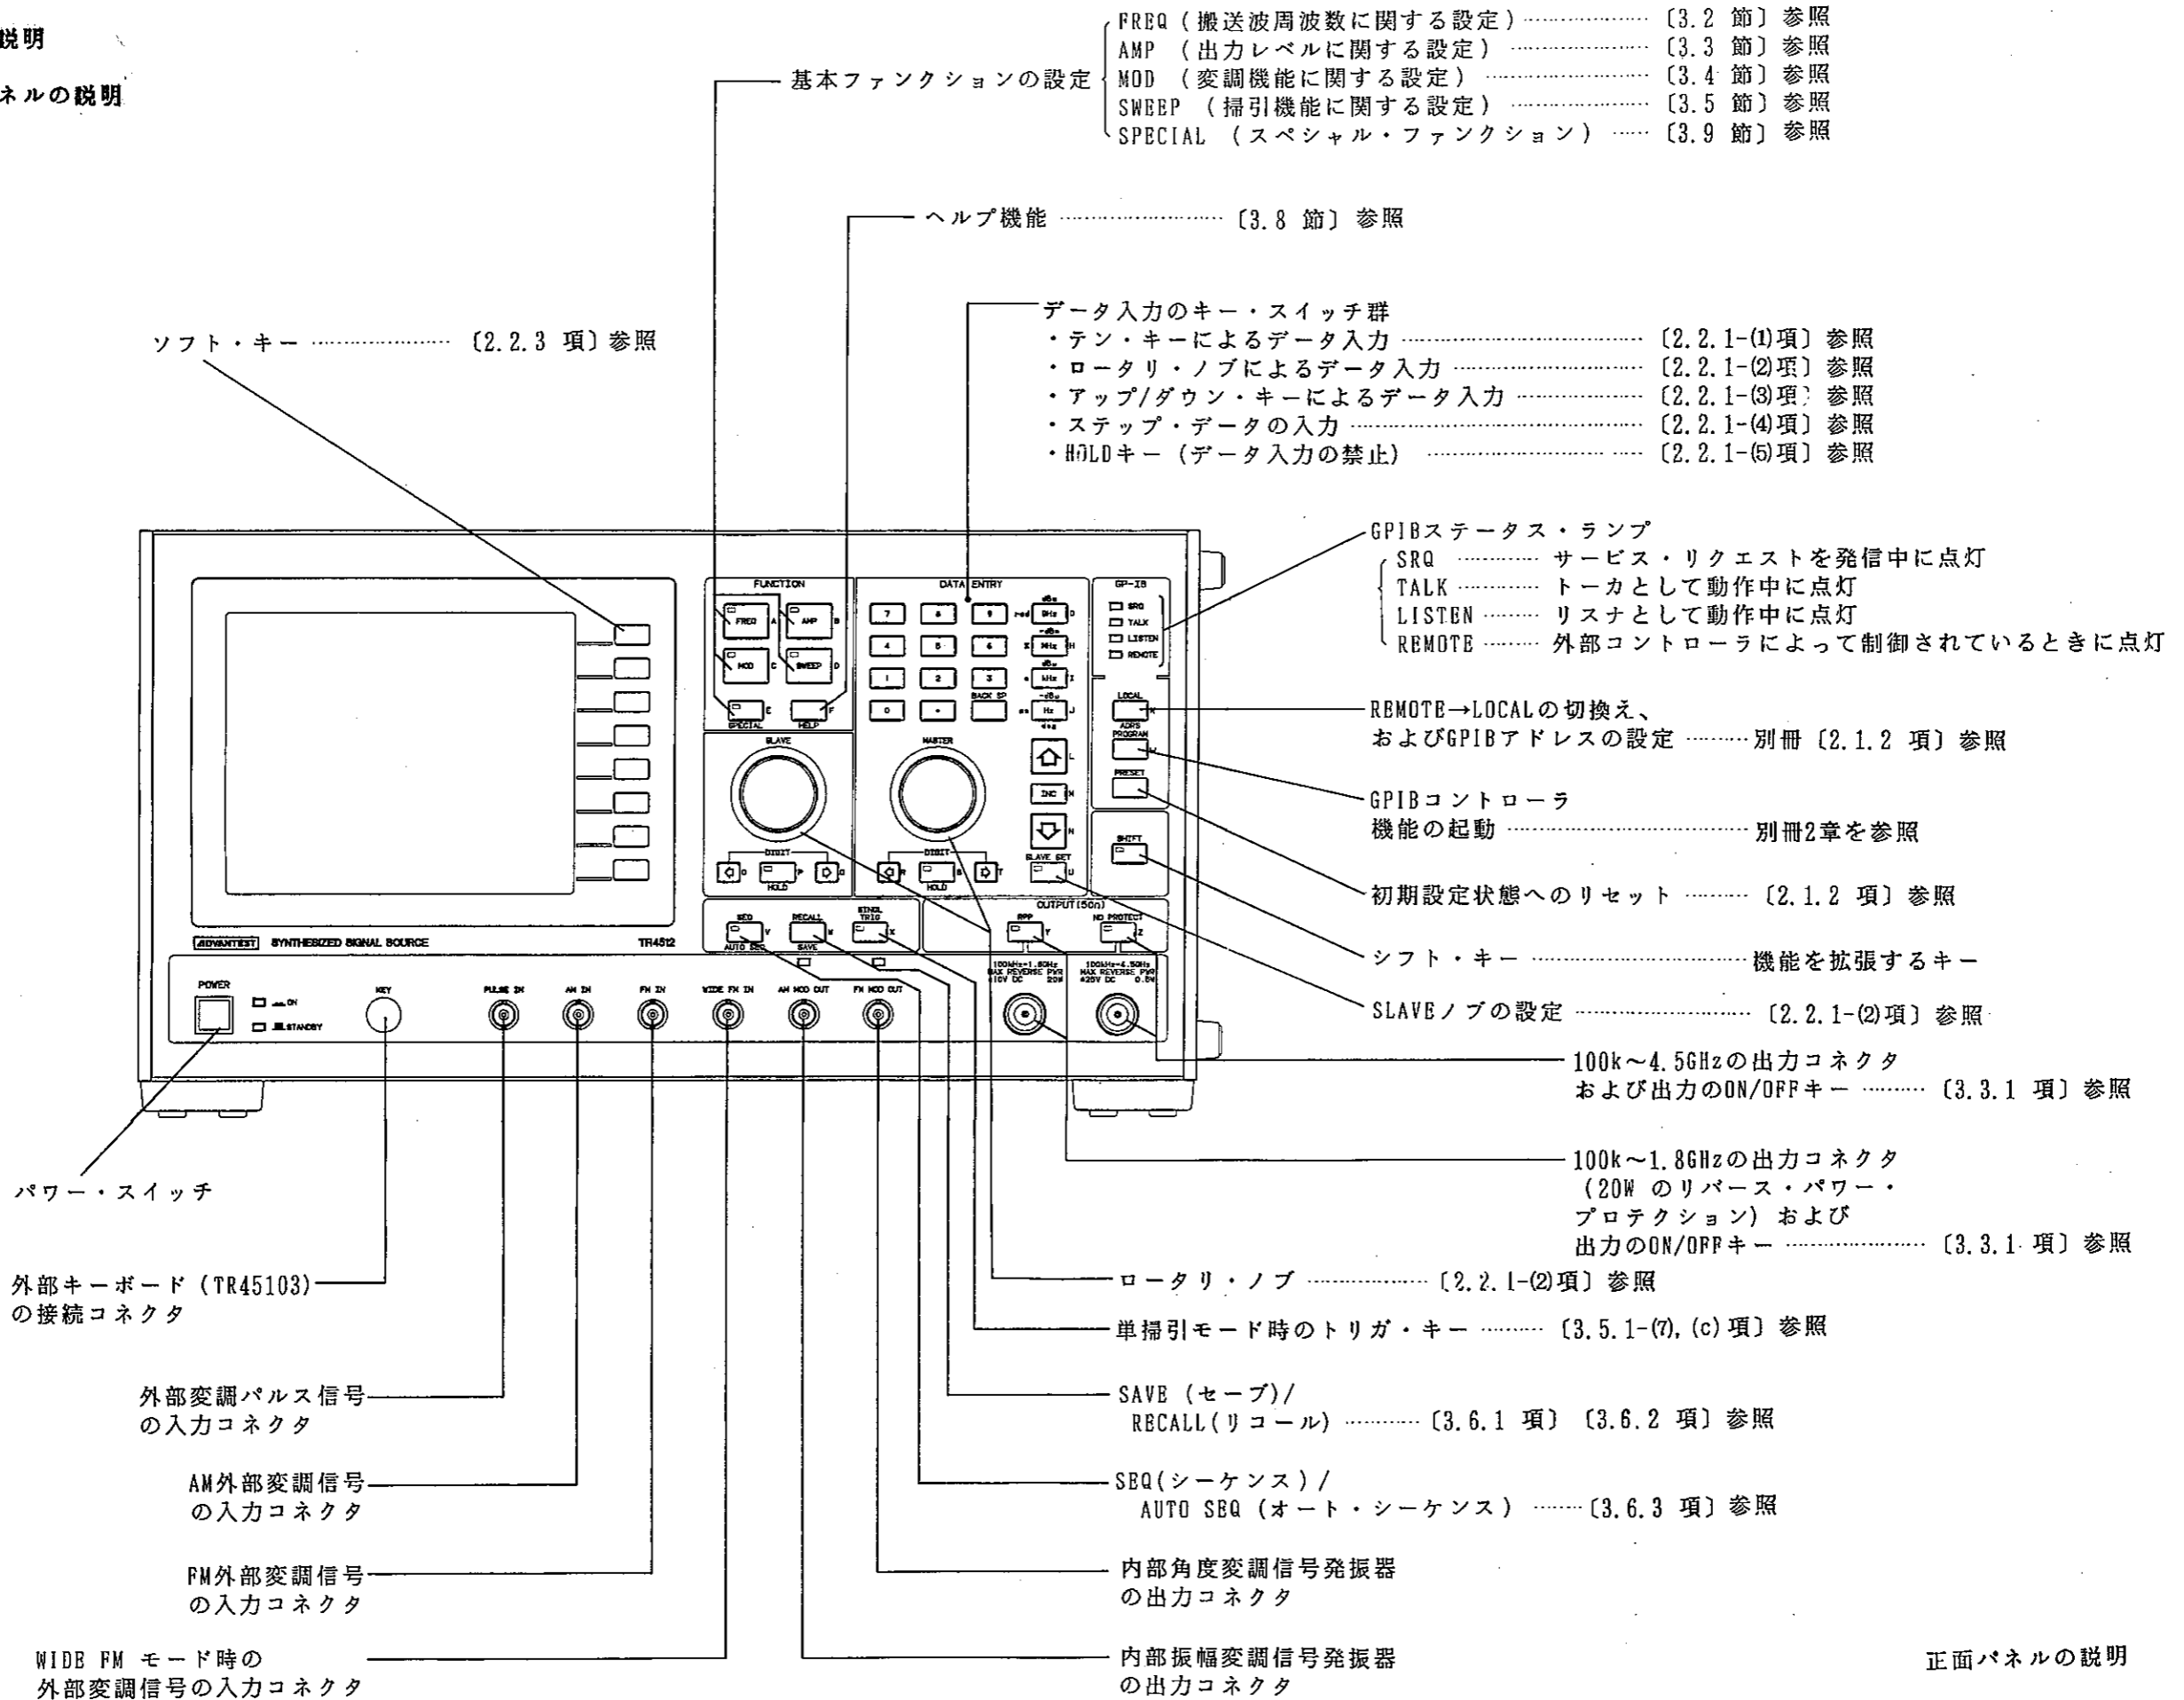 説明
ネルの説明
基本ファンクションの設定
FREQ (搬送波周波数に関する設定) ……………… 〔3.2 節〕参照
AMP (出力レベルに関する設定) ……………… 〔3.3 節〕参照
MOD (変調機能に関する設定) ……………… 〔3.4 節〕参照
SWEEP (掃引機能に関する設定) ……………… 〔3.5 節〕参照
SPECIAL (スペシャル・ファンクション) …… 〔3.9 節〕参照
ヘルプ機能 …………………… 〔3.8 節〕参照
ソフト・キー ……………… 〔2.2.3 項〕参照
データ入力のキー・スイッチ群
・テン・キーによるデータ入力 …………………………… 〔2.2.1-(1)項〕参照
・ロータリ・ノブによるデータ入力 ……………………… 〔2.2.1-(2)項〕参照
・アップ/ダウン・キーによるデータ入力 ……………… 〔2.2.1-(3)項〕参照
・ステップ・データの入力 ……………………………… 〔2.2.1-(4)項〕参照
・HOLDキー (データ入力の禁止) ………………………… 〔2.2.1-(5)項〕参照
GPIBステータス・ランプ
SRQ ………… サービス・リクエストを発信中に点灯
TALK ………… トーカとして動作中に点灯
LISTEN ……… リスナとして動作中に点灯
REMOTE ……… 外部コントローラによって制御されているときに点灯
REMOTE→LOCALの切換え、
およびGPIBアドレスの設定 ……… 別冊〔2.1.2 項〕参照
GPIBコントローラ
機能の起動 …………………………… 別冊2章を参照
初期設定状態へのリセット ……… 〔2.1.2 項〕参照
シフト・キー …………………………… 機能を拡張するキー
SLAVEノブの設定 …………………… 〔2.2.1-(2)項〕参照
100k~4.5GHzの出力コネクタ
および出力のON/OFFキー ……… 〔3.3.1 項〕参照
100k~1.8GHzの出力コネクタ
(20W のリバース・パワー・
プロテクション) および
出力のON/OFFキー ……………… 〔3.3.1 項〕参照
FUNCTION
FREQ A AMP B
MOD C SWEEP D
E F
SPECIAL HELP
DATA ENTRY
7 8 9 rad GHz
4 5 6 % MHz H
1 2 3 kHz I
BACK SP
0 . Hz J
GP-IB
SRQ
TALK
LISTEN
REMOTE
LOCAL
ADRS
PROGRAM
PRESET
SHIFT
SLAVE
MASTER
L
INC M
N
SLAVE SET
U
DIGIT
O P Q
HOLD
DIGIT
R S T
HOLD
SEQ V
AUTO SEQ
RECALL W
SAVE
SINGL
TRIG
X
OUTPUT(50Ω)
RPP Y
NO PROTECT
Z
100kHz-1.8GHz
MAX REVERSE PWR
±10V DC 20W
100kHz-4.5GHz
MAX REVERSE PWR
±25V DC 0.5W
ADVANTEST SYNTHESIZED SIGNAL SOURCE TR4512
POWER
ON
STANDBY
KEY
PULSE IN
AM IN
FM IN
WIDE FM IN
AM MOD OUT
FM MOD OUT
パワー・スイッチ
外部キーボード (TR45103)
の接続コネクタ
外部変調パルス信号
の入力コネクタ
AM外部変調信号
の入力コネクタ
FM外部変調信号
の入力コネクタ
WIDE FM モード時の
外部変調信号の入力コネクタ
ロータリ・ノブ …………… 〔2.2.1-(2)項〕参照
単掃引モード時のトリガ・キー ……… 〔3.5.1-(7),(c)項〕参照
SAVE (セーブ)/
RECALL(リコール) ………… 〔3.6.1 項〕〔3.6.2 項〕参照
SEQ(シーケンス)/
AUTO SEQ (オート・シーケンス) ……〔3.6.3 項〕参照
内部角度変調信号発振器
の出力コネクタ
内部振幅変調信号発振器
の出力コネクタ
正面パネルの説明